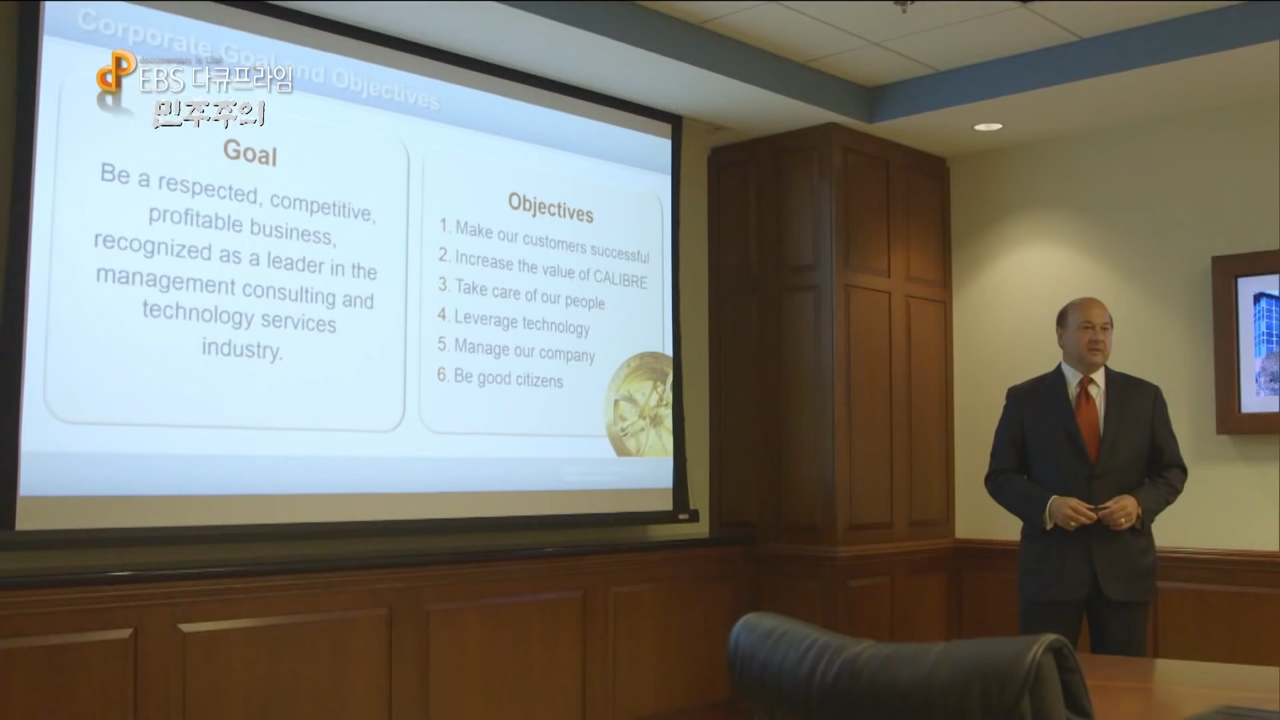 Corporate Goal and Objectives
EBS 다큐프라임
민주주의
Goal
Be a respected, competitive,
profitable business,
recognized as a leader in the
management consulting and
technology services
industry.
Objectives
1. Make our customers successful
2. Increase the value of CALIBRE
3. Take care of our people
4. Leverage technology
5. Manage our company
6. Be good citizens